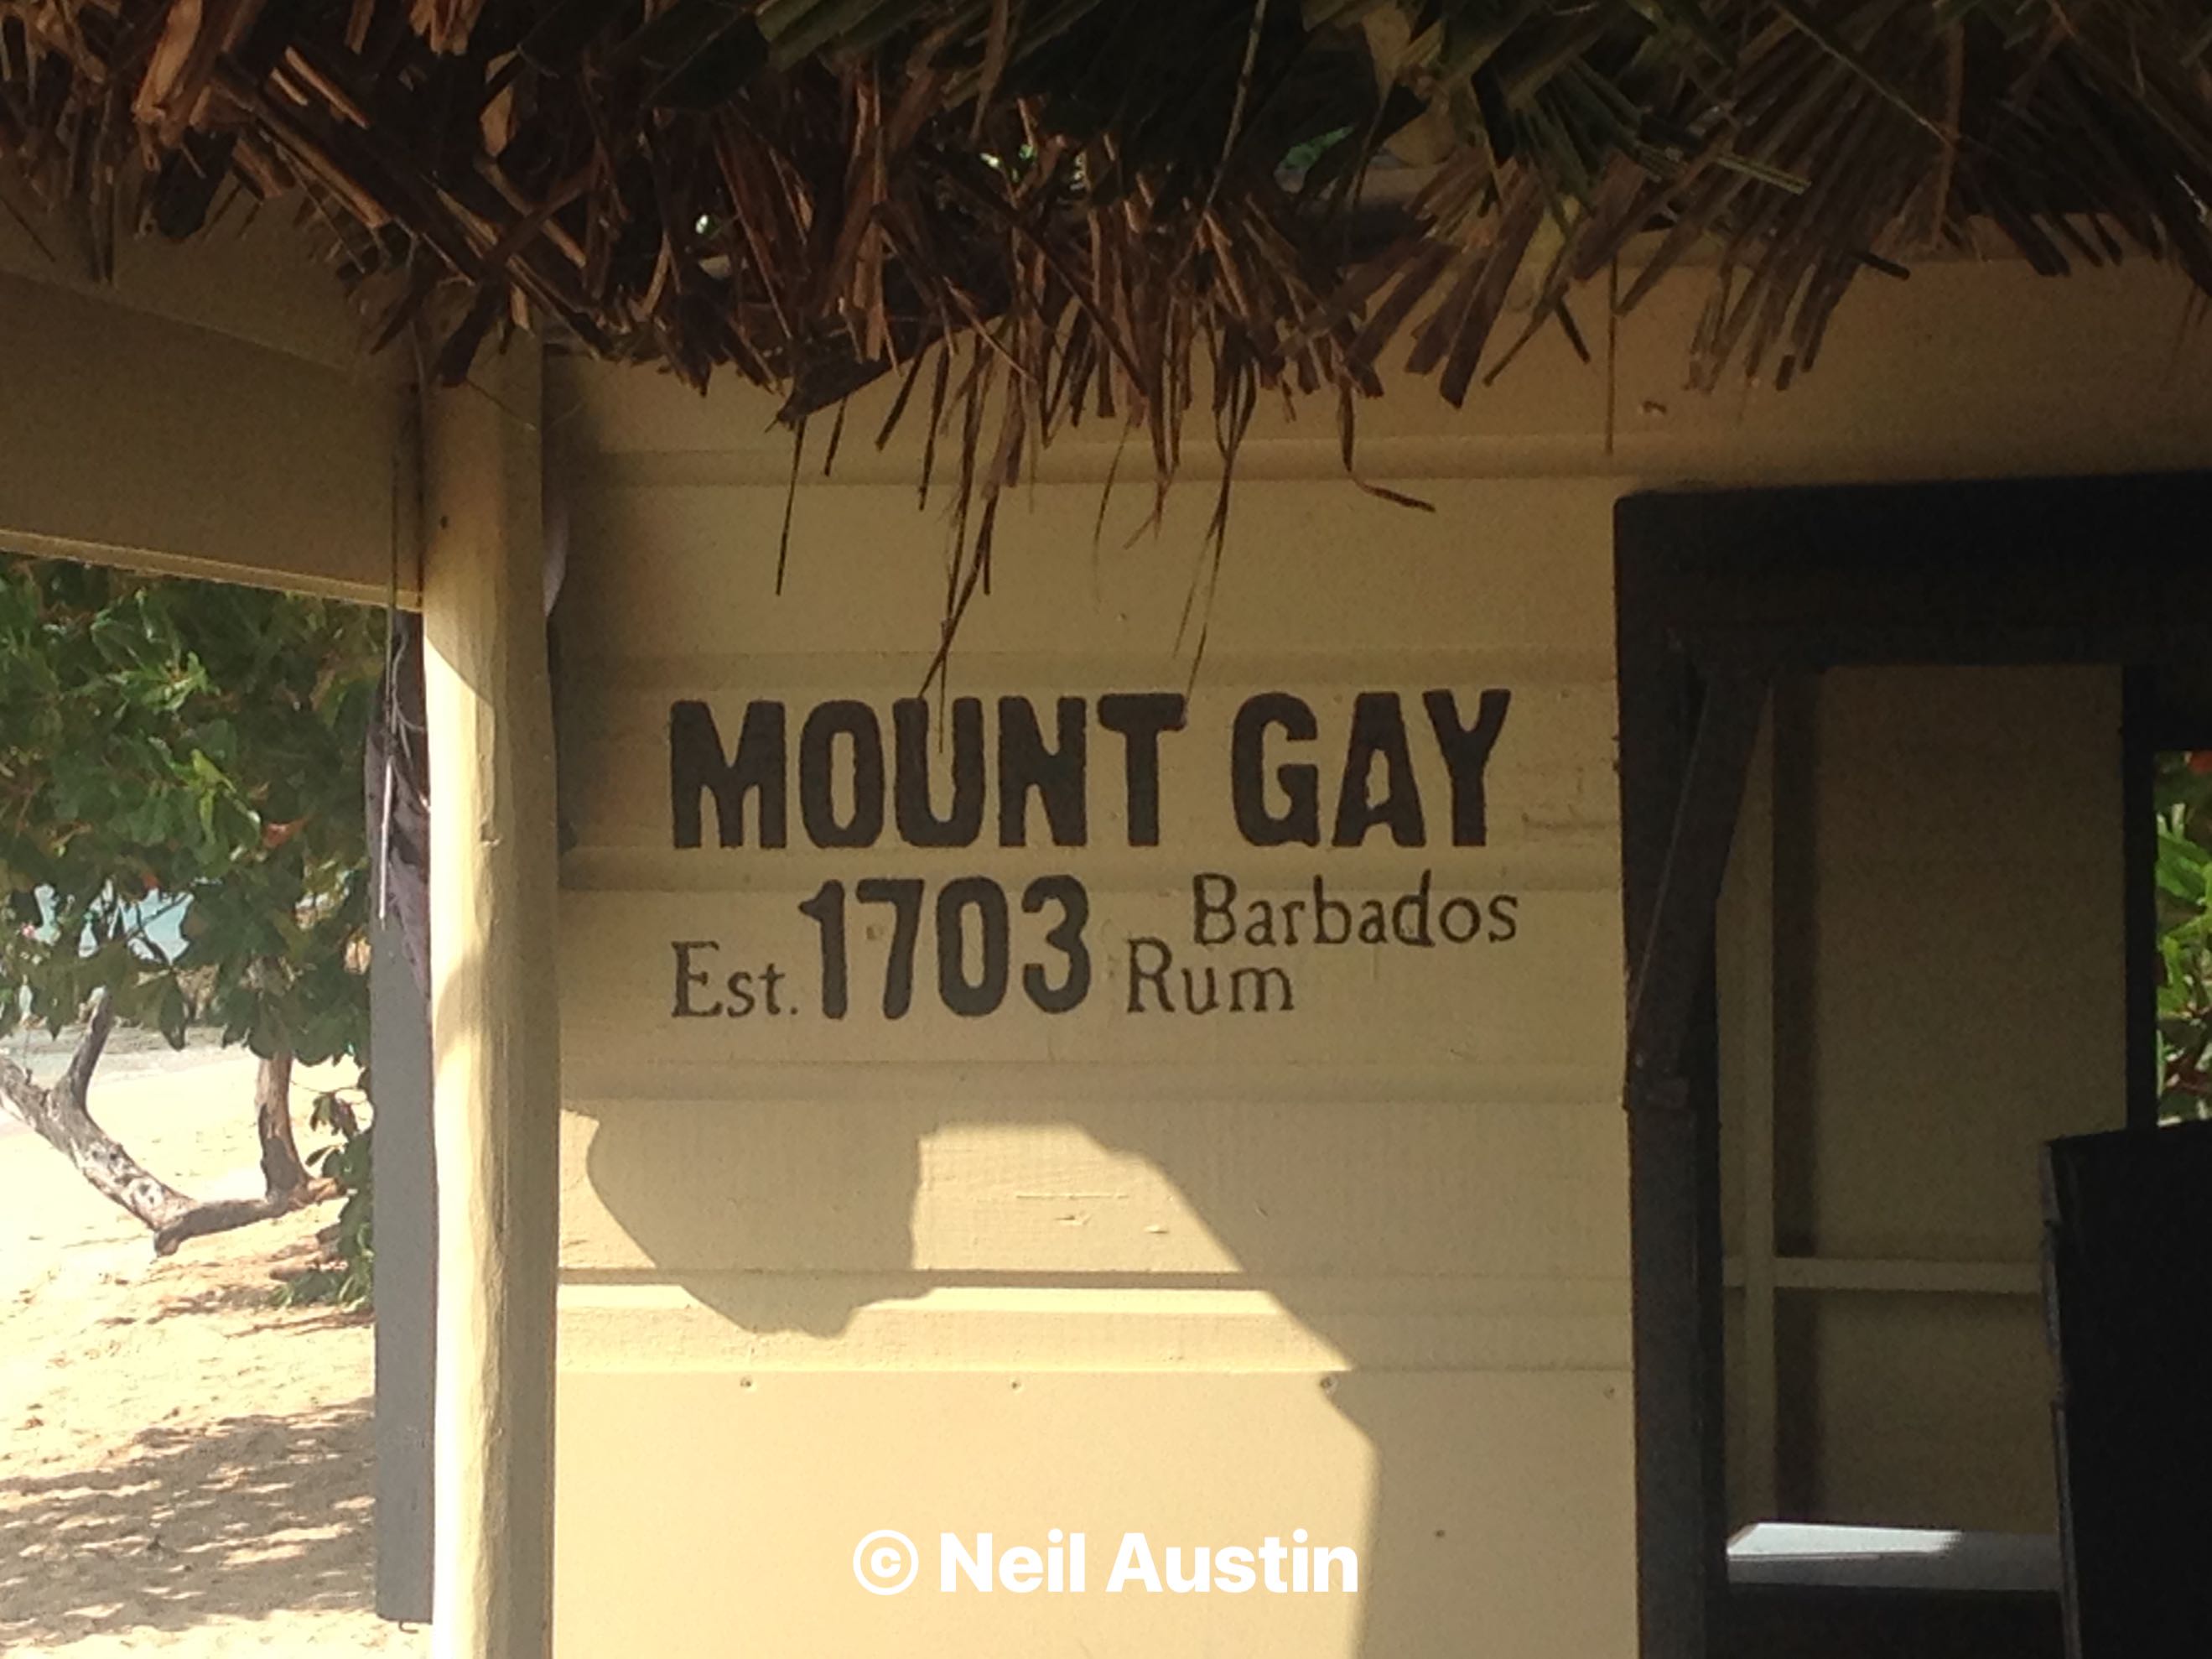 MOUNT GAY
Est. 1703 Rum Barbados
© Neil Austin